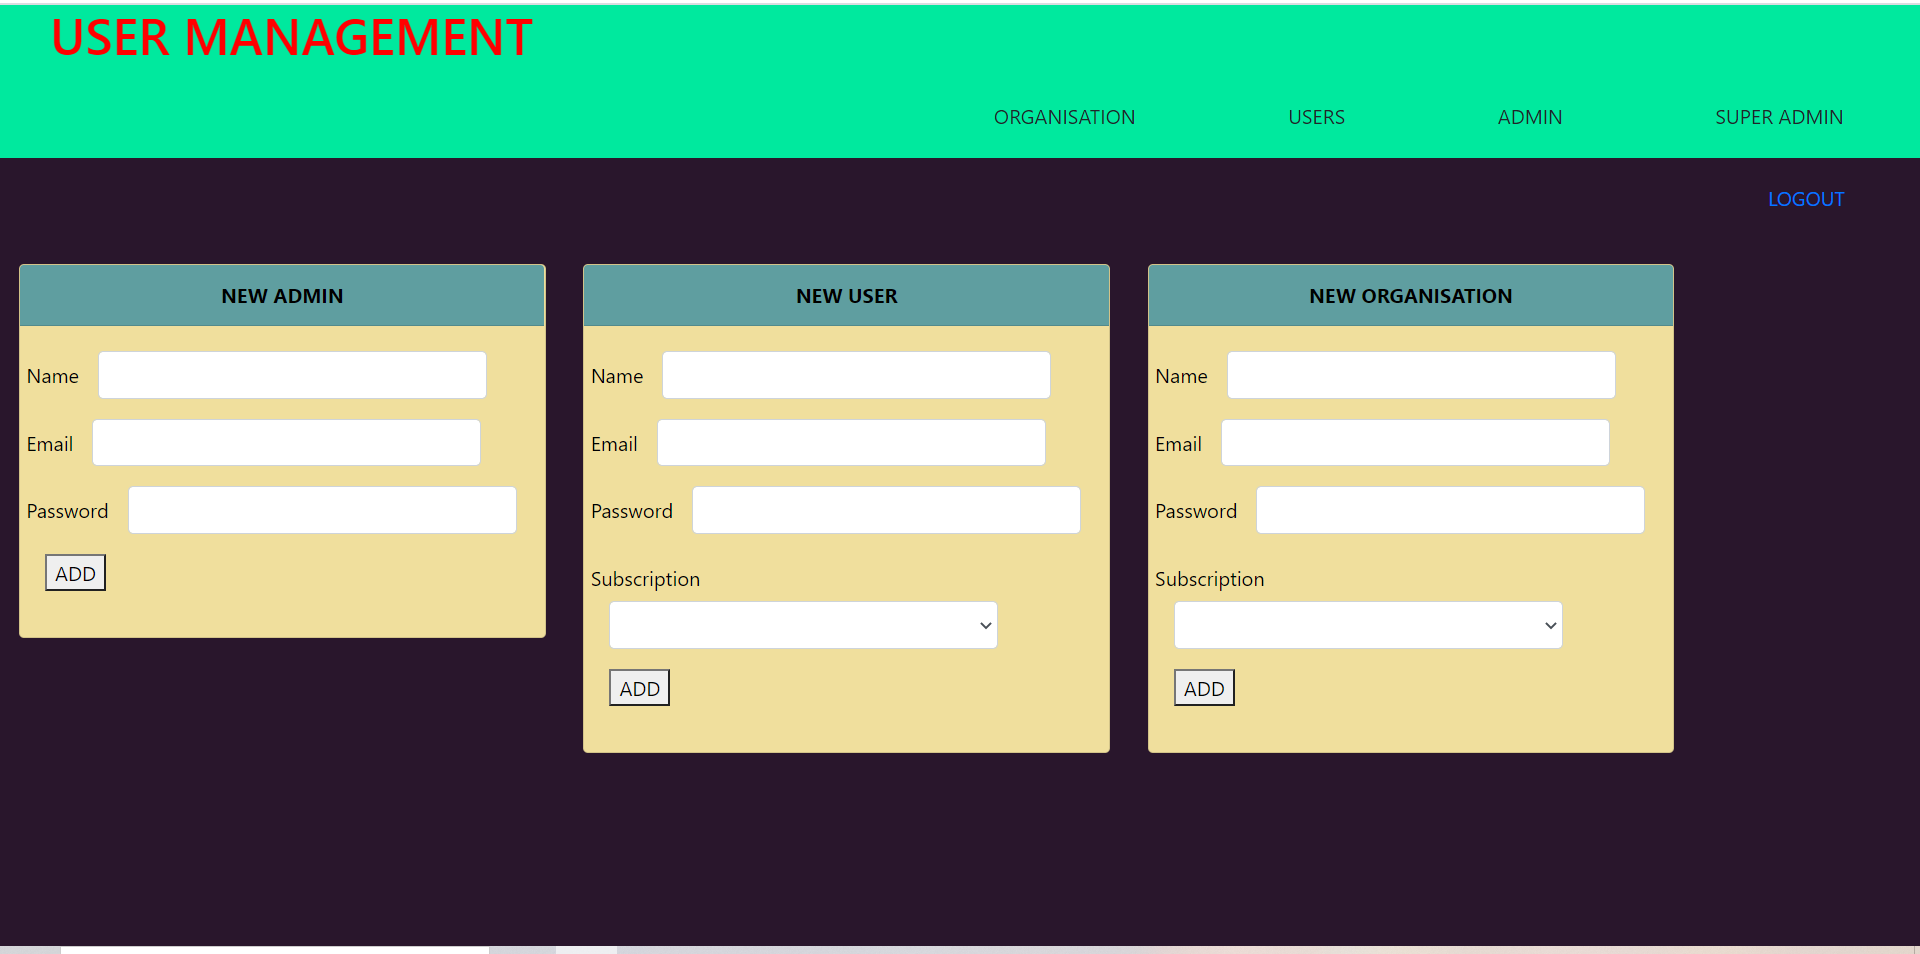 USER MANAGEMENT
ORGANISATION USERS ADMIN SUPER ADMIN
LOGOUT
NEW ADMIN
Name
Email
Password
ADD
NEW USER
Name
Email
Password
Subscription
ADD
NEW ORGANISATION
Name
Email
Password
Subscription
ADD